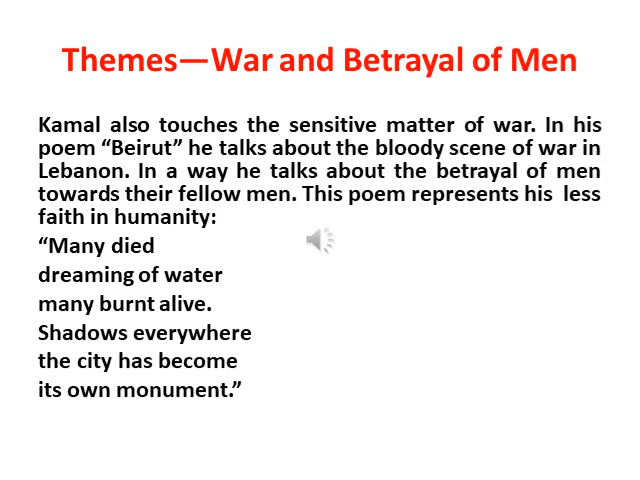 Themes—War and Betrayal of Men
Kamal also touches the sensitive matter of war. In his
poem “Beirut” he talks about the bloody scene of war in
Lebanon. In a way he talks about the betrayal of men
towards their fellow men. This poem represents his less
faith in humanity:
“Many died
dreaming of water
many burnt alive.
Shadows everywhere
the city has become
its own monument.”